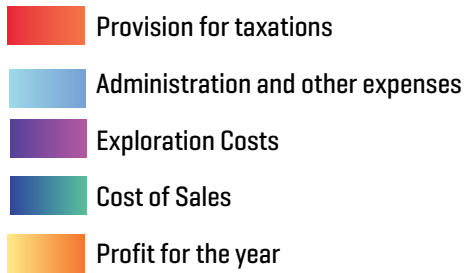 Provision for taxations
Administration and other expenses
Exploration Costs
Cost of Sales
Profit for the year